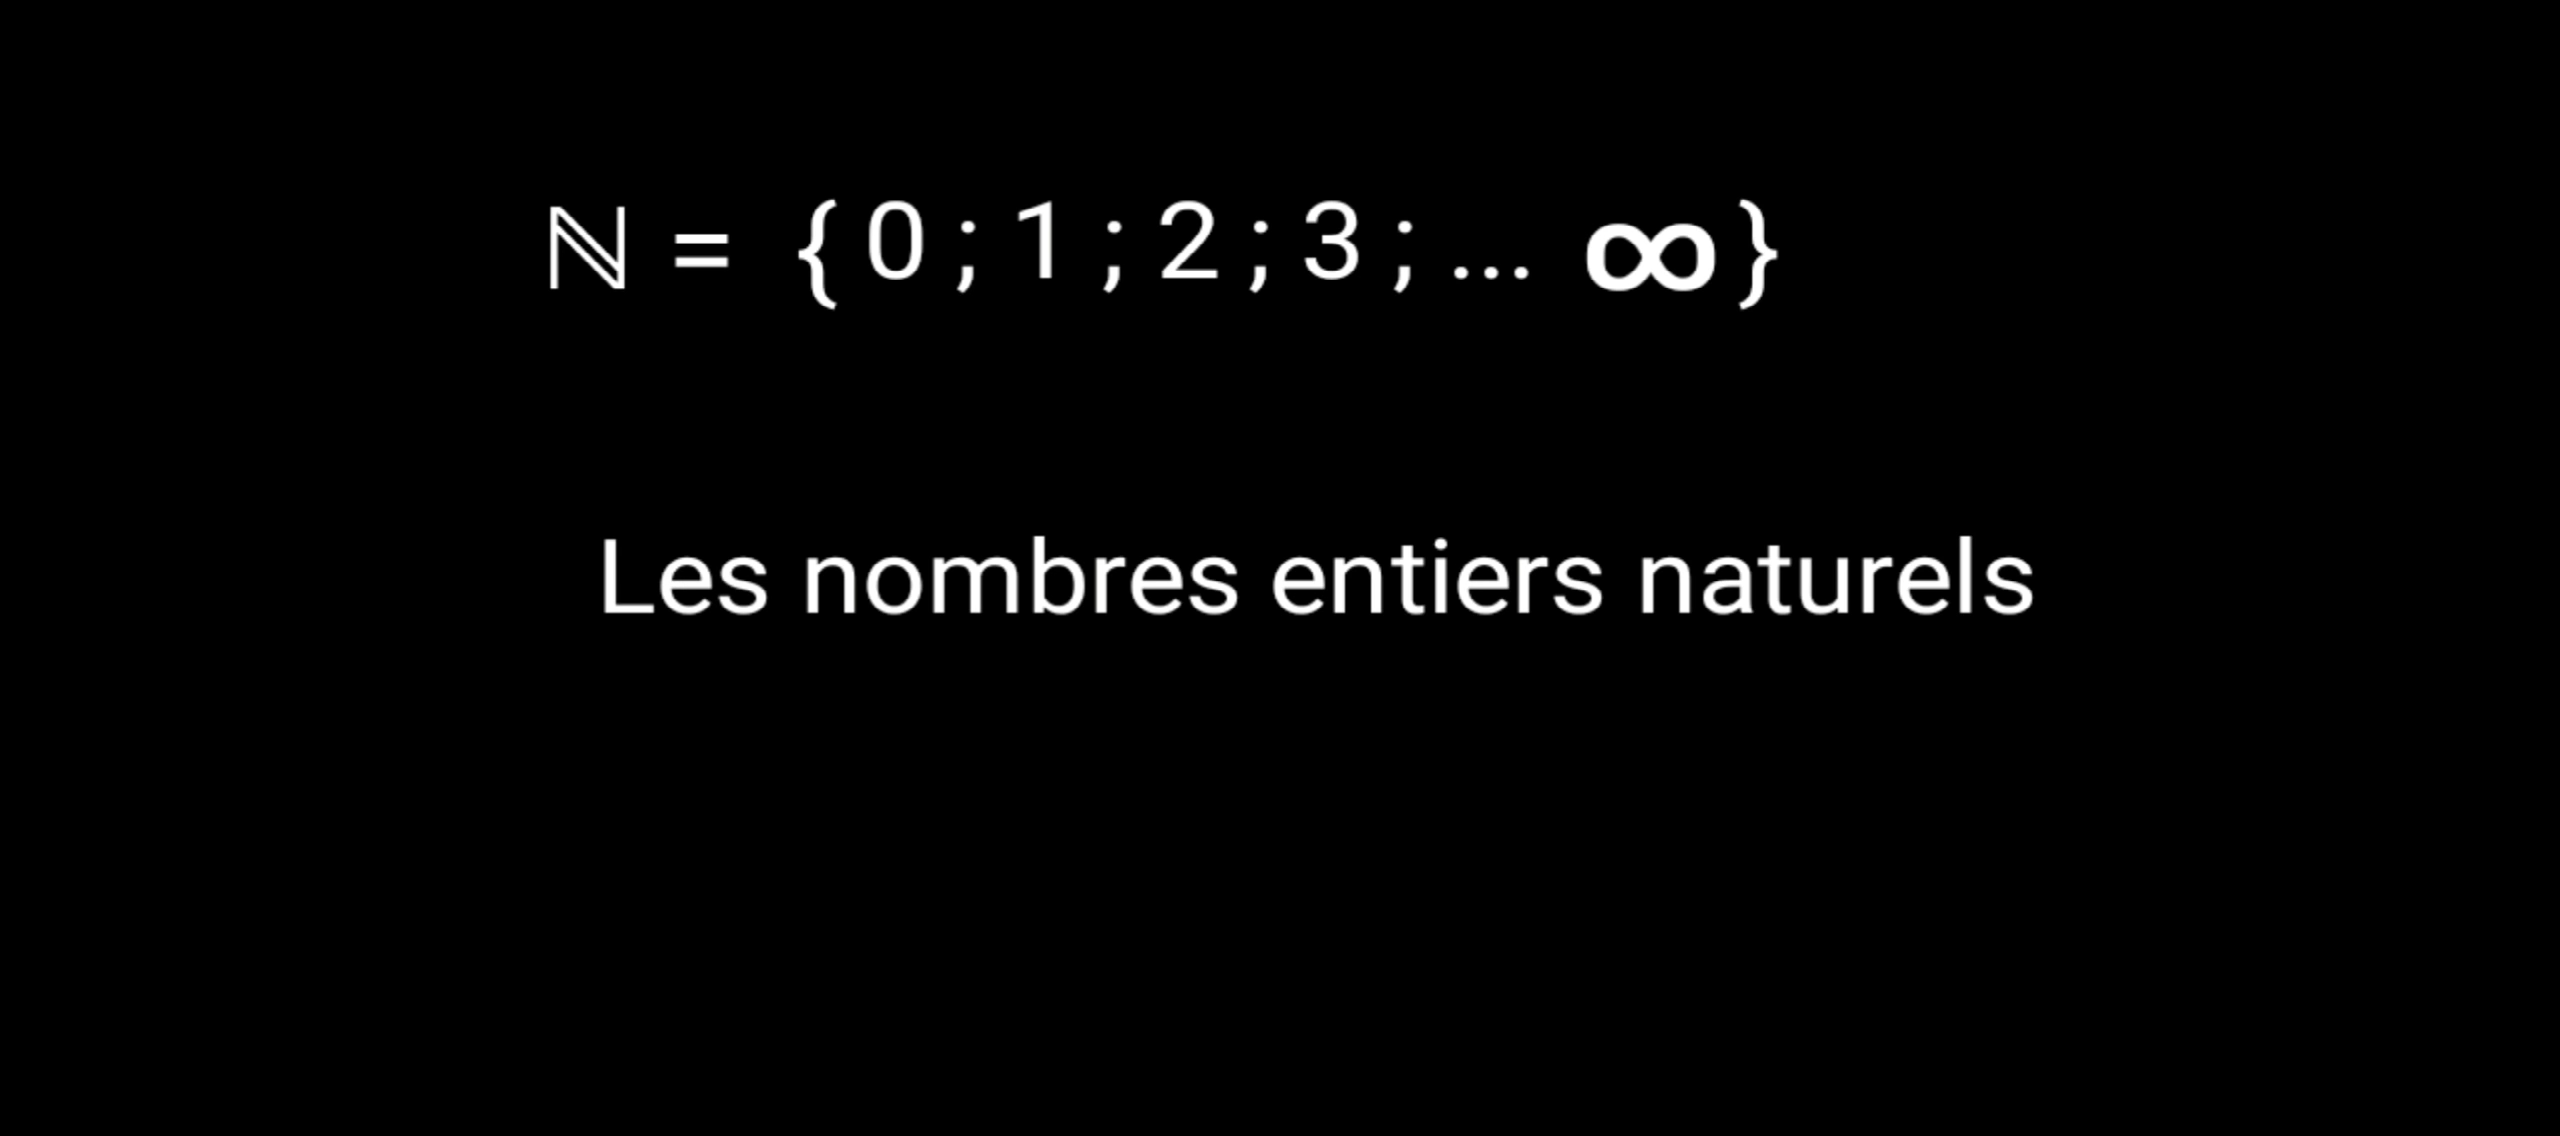 ℕ = { 0 ; 1 ; 2 ; 3 ; ... ∞ }
Les nombres entiers naturels